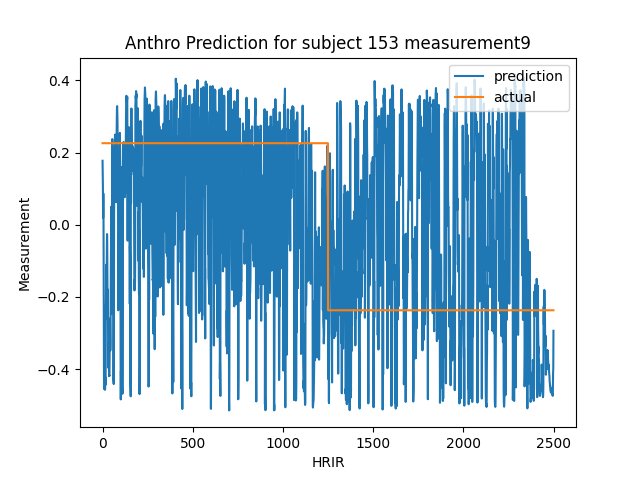 Anthro Prediction for subject 153 measurement9
prediction
actual
0.4
0.2
0.0
−0.2
−0.4
Measurement
0 500 1000 1500 2000 2500
HRIR